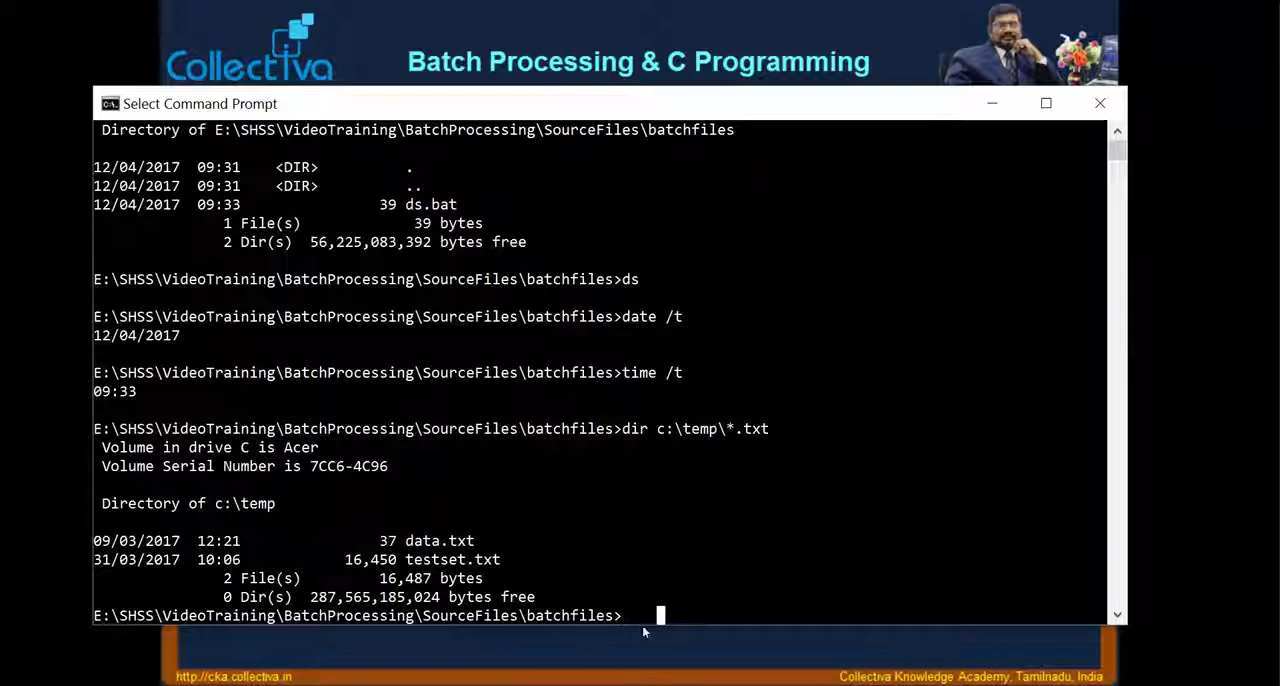 Collectiva
Batch Processing & C Programming
Select Command Prompt
Directory of E:\SHSS\VideoTraining\BatchProcessing\SourceFiles\batchfiles
12/04/2017  09:31    <DIR>          .
12/04/2017  09:31    <DIR>          ..
12/04/2017  09:33                39 ds.bat
1 File(s)             39 bytes
2 Dir(s)  56,225,083,392 bytes free
E:\SHSS\VideoTraining\BatchProcessing\SourceFiles\batchfiles>ds
E:\SHSS\VideoTraining\BatchProcessing\SourceFiles\batchfiles>date /t
12/04/2017
E:\SHSS\VideoTraining\BatchProcessing\SourceFiles\batchfiles>time /t
09:33
E:\SHSS\VideoTraining\BatchProcessing\SourceFiles\batchfiles>dir c:\temp\*.txt
Volume in drive C is Acer
Volume Serial Number is 7CC6-4C96
Directory of c:\temp
09/03/2017  12:21                37 data.txt
31/03/2017  10:06            16,450 testset.txt
2 File(s)         16,487 bytes
0 Dir(s)  287,565,185,024 bytes free
E:\SHSS\VideoTraining\BatchProcessing\SourceFiles\batchfiles>
http://cka.collectiva.in
Collectiva Knowledge Academy, Tamilnadu, India